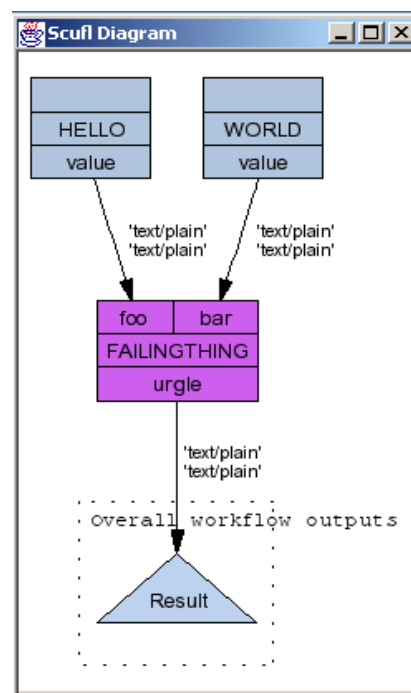 Scufl Diagram
HELLO
value
WORLD
value
'text/plain'
'text/plain'
'text/plain'
'text/plain'
foo
bar
FAILINGTHING
urgle
'text/plain'
'text/plain'
Overall workflow outputs
Result